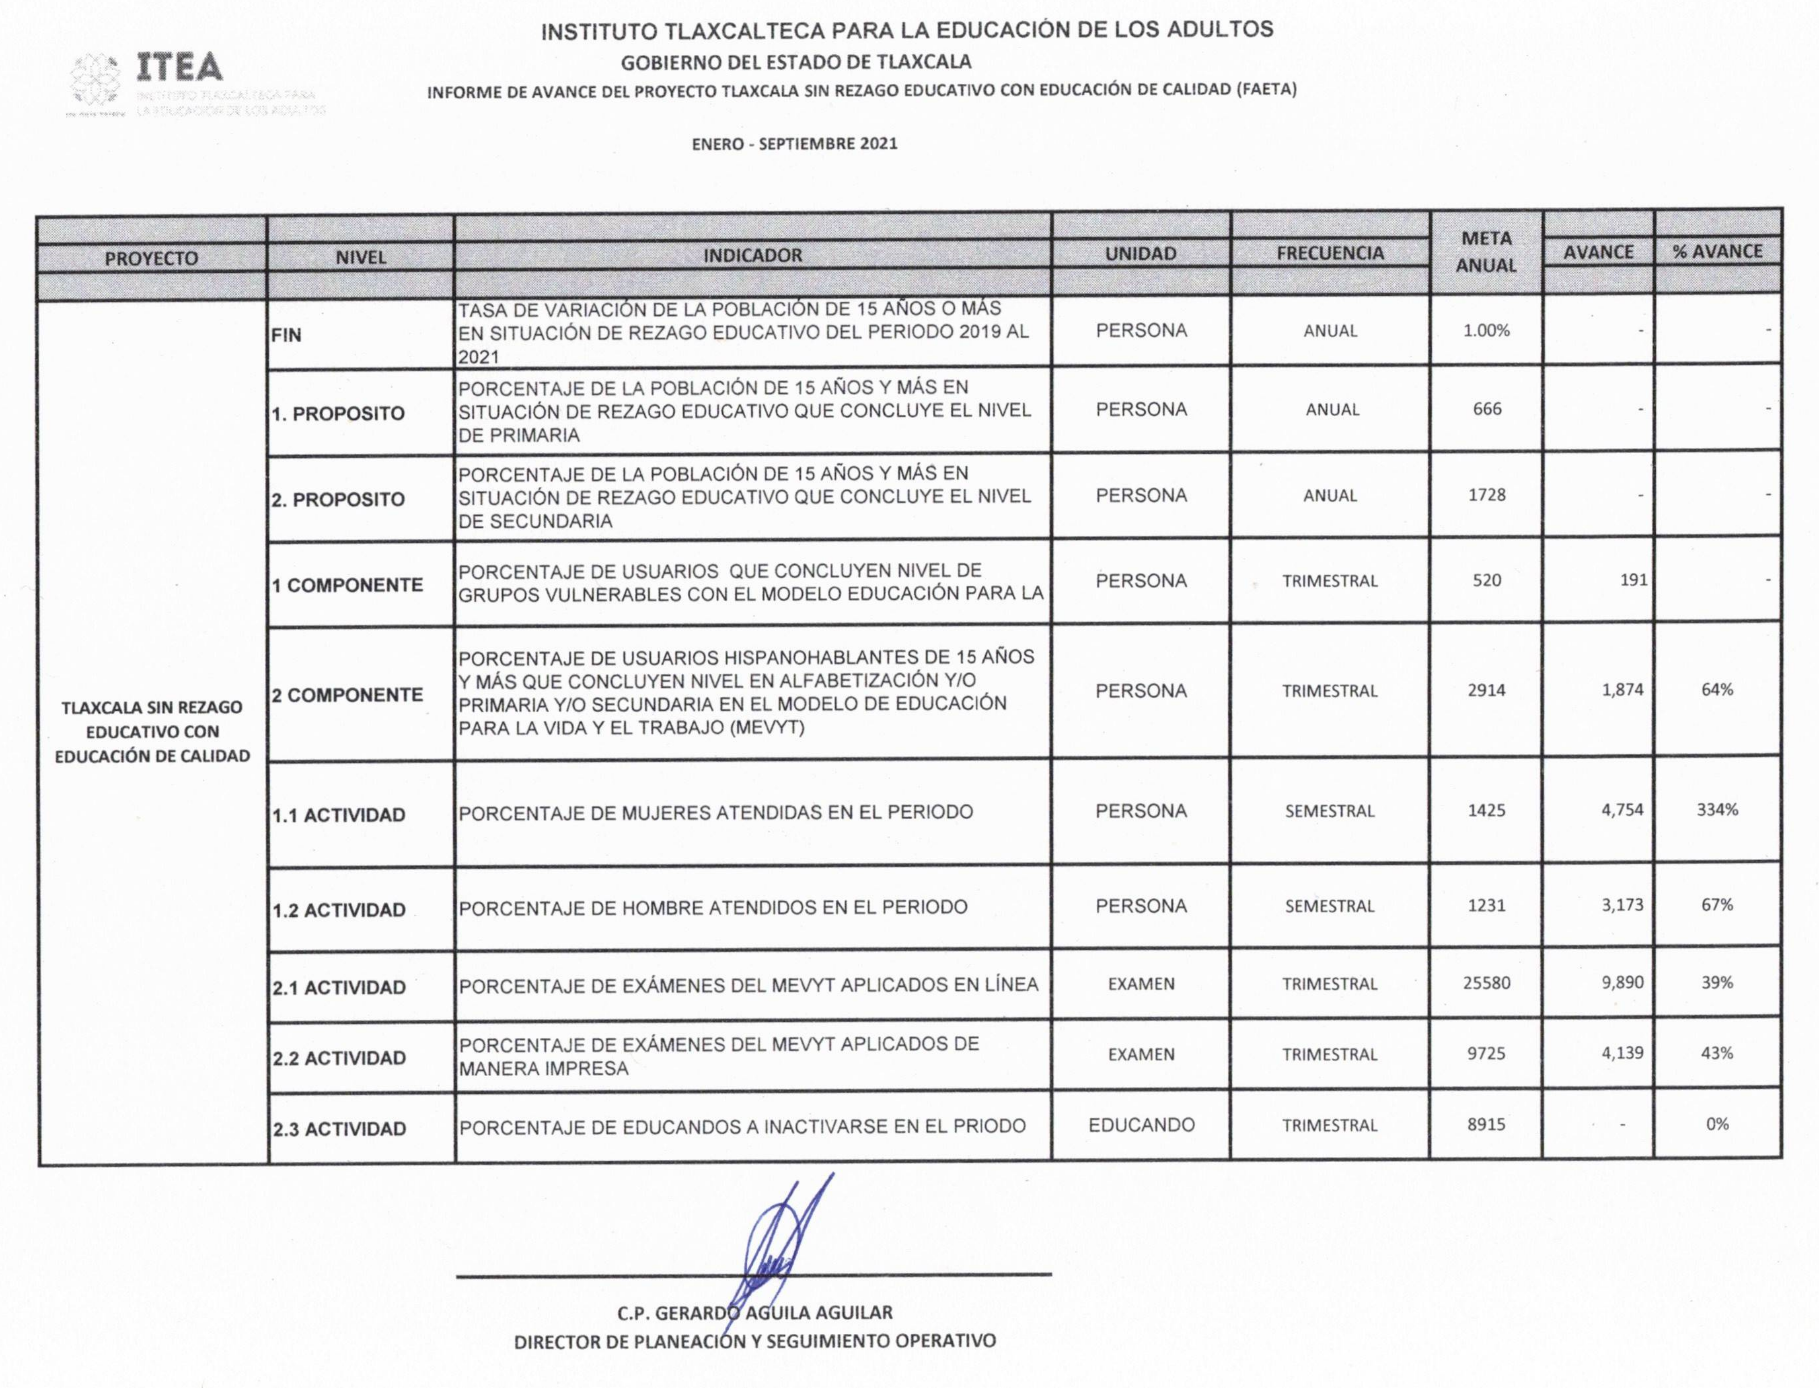 INSTITUTO TLAXCALTECA PARA LA EDUCACIÓN DE LOS ADULTOS
GOBIERNO DEL ESTADO DE TLAXCALA
INFORME DE AVANCE DEL PROYECTO TLAXCALA SIN REZAGO EDUCATIVO CON EDUCACIÓN DE CALIDAD (FAETA)
ITEA
INSTITUTO TLAXCALTECA PARA
LA EDUCACIÓN DE LOS ADULTOS
ENERO - SEPTIEMBRE 2021
PROYECTO NIVEL INDICADOR UNIDAD FRECUENCIA META ANUAL AVANCE % AVANCE
TLAXCALA SIN REZAGO
EDUCATIVO CON
EDUCACIÓN DE CALIDAD
FIN
TASA DE VARIACIÓN DE LA POBLACIÓN DE 15 AÑOS O MÁS
EN SITUACIÓN DE REZAGO EDUCATIVO DEL PERIODO 2019 AL
2021
PERSONA ANUAL 1.00% - -
1. PROPOSITO
PORCENTAJE DE LA POBLACIÓN DE 15 AÑOS Y MÁS EN
SITUACIÓN DE REZAGO EDUCATIVO QUE CONCLUYE EL NIVEL
DE PRIMARIA
PERSONA ANUAL 666 - -
2. PROPOSITO
PORCENTAJE DE LA POBLACIÓN DE 15 AÑOS Y MÁS EN
SITUACIÓN DE REZAGO EDUCATIVO QUE CONCLUYE EL NIVEL
DE SECUNDARIA
PERSONA ANUAL 1728 - -
1 COMPONENTE
PORCENTAJE DE USUARIOS QUE CONCLUYEN NIVEL DE
GRUPOS VULNERABLES CON EL MODELO EDUCACIÓN PARA LA
PERSONA TRIMESTRAL 520 191 -
2 COMPONENTE
PORCENTAJE DE USUARIOS HISPANOHABLANTES DE 15 AÑOS
Y MÁS QUE CONCLUYEN NIVEL EN ALFABETIZACIÓN Y/O
PRIMARIA Y/O SECUNDARIA EN EL MODELO DE EDUCACIÓN
PARA LA VIDA Y EL TRABAJO (MEVYT)
PERSONA TRIMESTRAL 2914 1,874 64%
1.1 ACTIVIDAD PORCENTAJE DE MUJERES ATENDIDAS EN EL PERIODO PERSONA SEMESTRAL 1425 4,754 334%
1.2 ACTIVIDAD PORCENTAJE DE HOMBRE ATENDIDOS EN EL PERIODO PERSONA SEMESTRAL 1231 3,173 67%
2.1 ACTIVIDAD PORCENTAJE DE EXÁMENES DEL MEVYT APLICADOS EN LÍNEA EXAMEN TRIMESTRAL 25580 9,890 39%
2.2 ACTIVIDAD
PORCENTAJE DE EXÁMENES DEL MEVYT APLICADOS DE
MANERA IMPRESA
EXAMEN TRIMESTRAL 9725 4,139 43%
2.3 ACTIVIDAD PORCENTAJE DE EDUCANDOS A INACTIVARSE EN EL PRIODO EDUCANDO TRIMESTRAL 8915 - 0%
C.P. GERARDO AGUILA AGUILAR
DIRECTOR DE PLANEACIÓN Y SEGUIMIENTO OPERATIVO